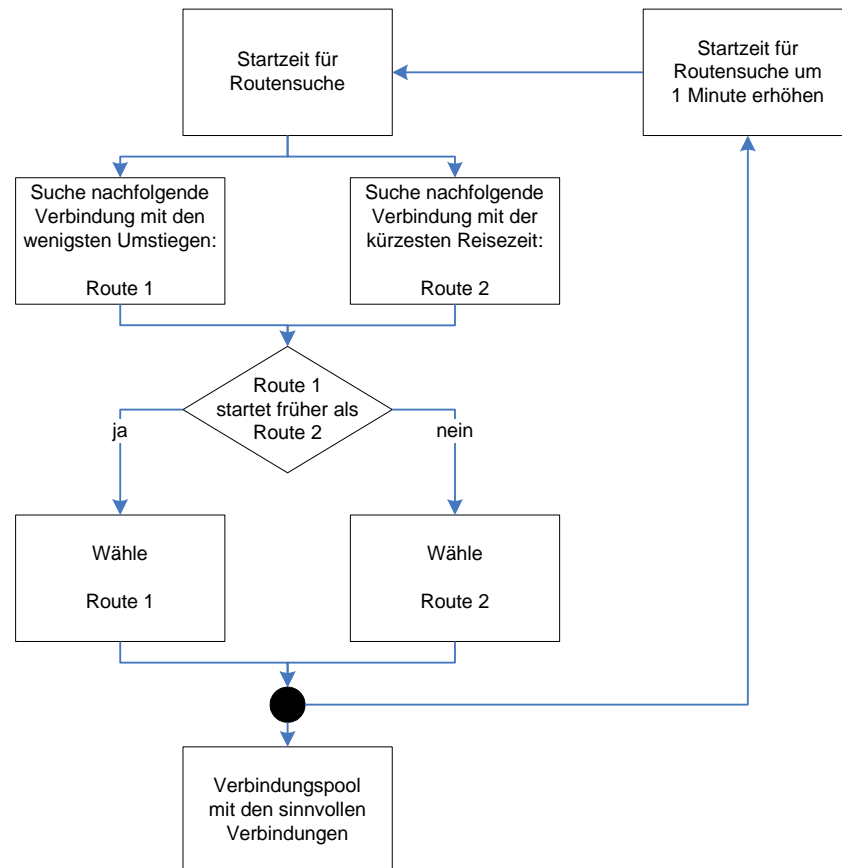 Startzeit für
Routensuche
Startzeit für
Routensuche um
1 Minute erhöhen
Suche nachfolgende
Verbindung mit den
wenigsten Umstiegen:
Route 1
Suche nachfolgende
Verbindung mit der
kürzesten Reisezeit:
Route 2
Route 1
startet früher als
Route 2
ja
nein
Wähle
Route 1
Wähle
Route 2
Verbindungspool
mit den sinnvollen
Verbindungen